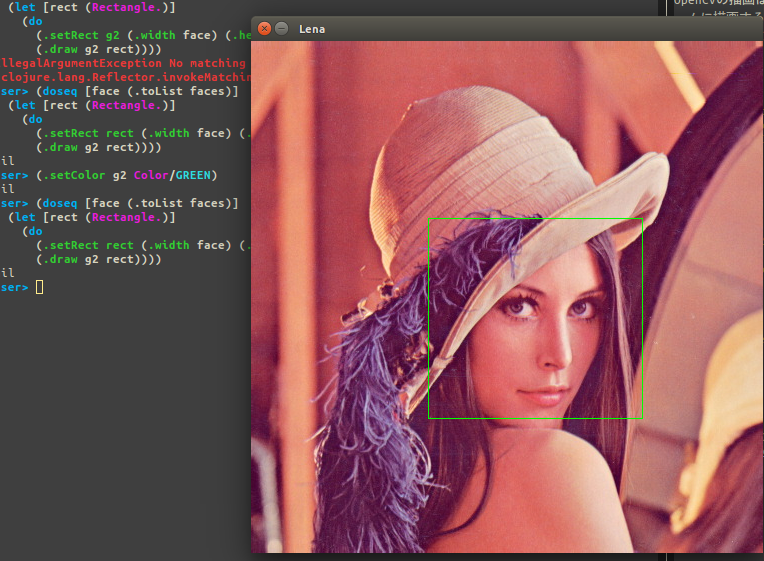 (let [rect (Rectangle.)]
(do
(.setRect g2 (.width face) (.he
(.draw g2 rect))))
llegalArgumentException No matching
clojure.lang.Reflector.invokeMatchin
ser> (doseq [face (.toList faces)]
(let [rect (Rectangle.)]
(do
(.setRect rect (.width face) (.he
(.draw g2 rect))))
il
ser> (.setColor g2 Color/GREEN)
il
ser> (doseq [face (.toList faces)]
(let [rect (Rectangle.)]
(do
(.setRect rect (.width face) (.he
(.draw g2 rect))))
il
ser>
Lena
opencvの描画は
に描画する